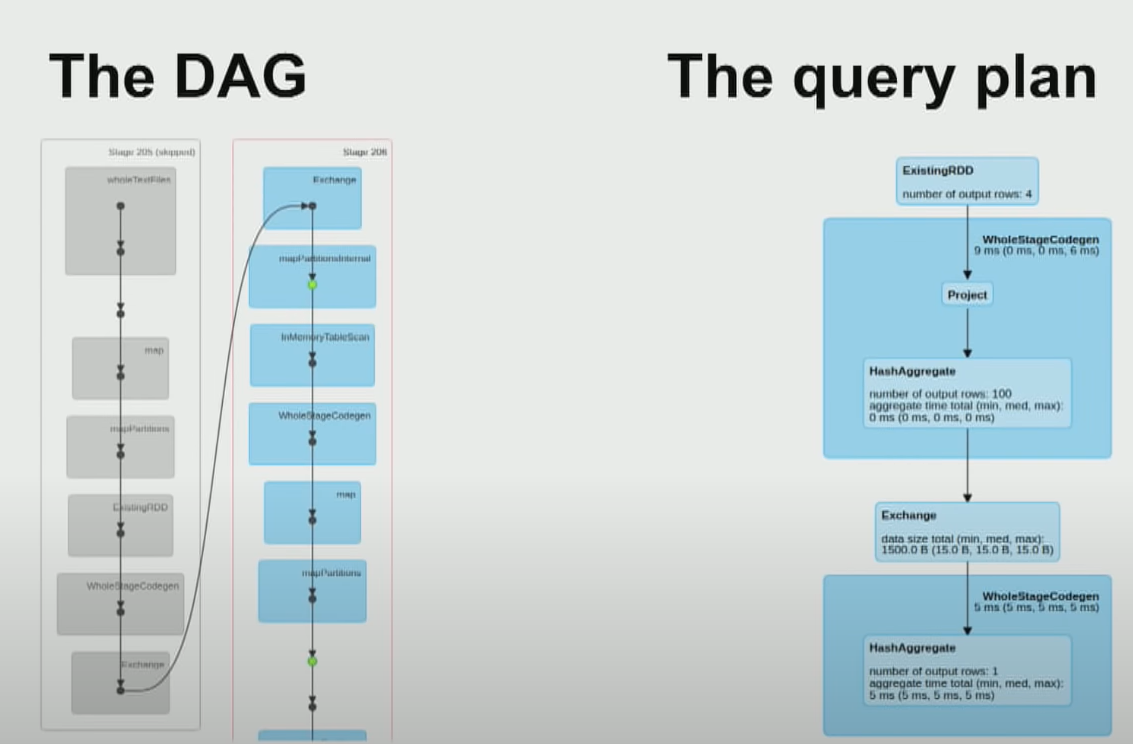 The DAG
The query plan
Stage 205 (skipped)
wholeTextFiles
map
mapPartitions
ExistingRDD
WholeStageCodegen
Exchange
Stage 206
Exchange
mapPartitionsInternal
InMemoryTableScan
WholeStageCodegen
map
mapPartitions
ExistingRDD
number of output rows: 4
WholeStageCodegen
9 ms (0 ms, 0 ms, 6 ms)
Project
HashAggregate
number of output rows: 100
aggregate time total (min, med, max):
0 ms (0 ms, 0 ms, 0 ms)
Exchange
data size total (min, med, max):
1500.0 B (15.0 B, 15.0 B, 15.0 B)
WholeStageCodegen
5 ms (5 ms, 5 ms, 5 ms)
HashAggregate
number of output rows: 1
aggregate time total (min, med, max):
5 ms (5 ms, 5 ms, 5 ms)